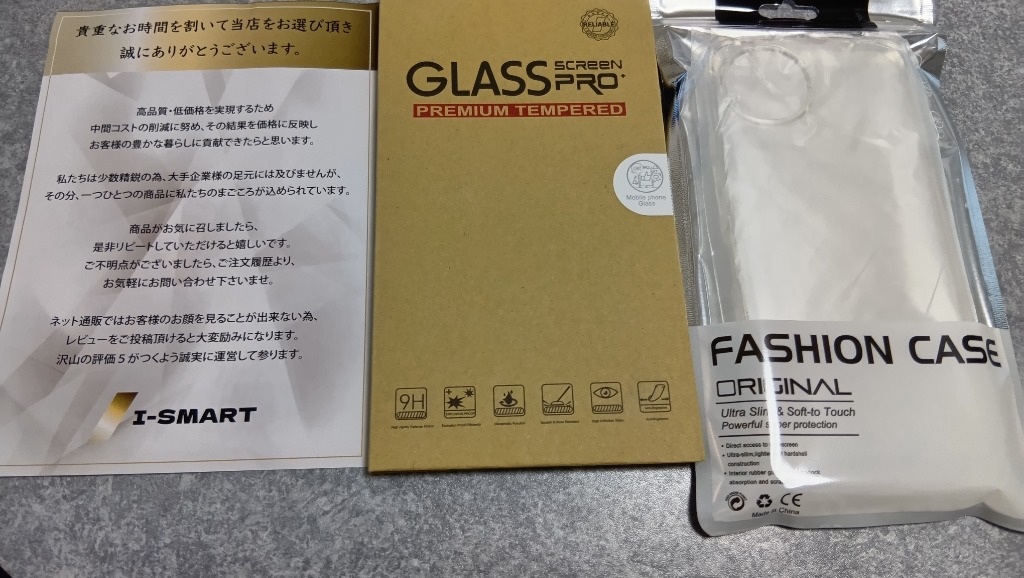 貴重なお時間を割いて当店をお選び頂き
誠にありがとうございます。
高品質・低価格を実現するため
中間コストの削減に努め、その結果を価格に反映し
お客様の豊かな暮らしに貢献できたらと思います。
私たちは少数精鋭の為、大手企業様の足元には及びませんが、
その分、一つひとつの商品に私たちのまごころが込められています。
商品がお気に召しましたら、
是非リピートしていただけると嬉しいです。
ご不明点がございましたら、ご注文履歴より、
お気軽にお問い合わせ下さいませ。
ネット通販ではお客様のお顔を見ることが出来ない為、
レビューをご投稿頂けると大変励みになります。
沢山の評価5がつくよう誠実に運営して参ります。
I-SMART
RELIABLE
GLASS SCREEN PRO+
PREMIUM TEMPERED
Mobile phone
Glass
9H
FASHION CASE
ORIGINAL
Ultra Slim & Soft-to Touch
Powerful super protection
• Direct access to screen
• Ultra-slim, hardshell
construction
• Interior rubber
absorption and
CE
Made in China